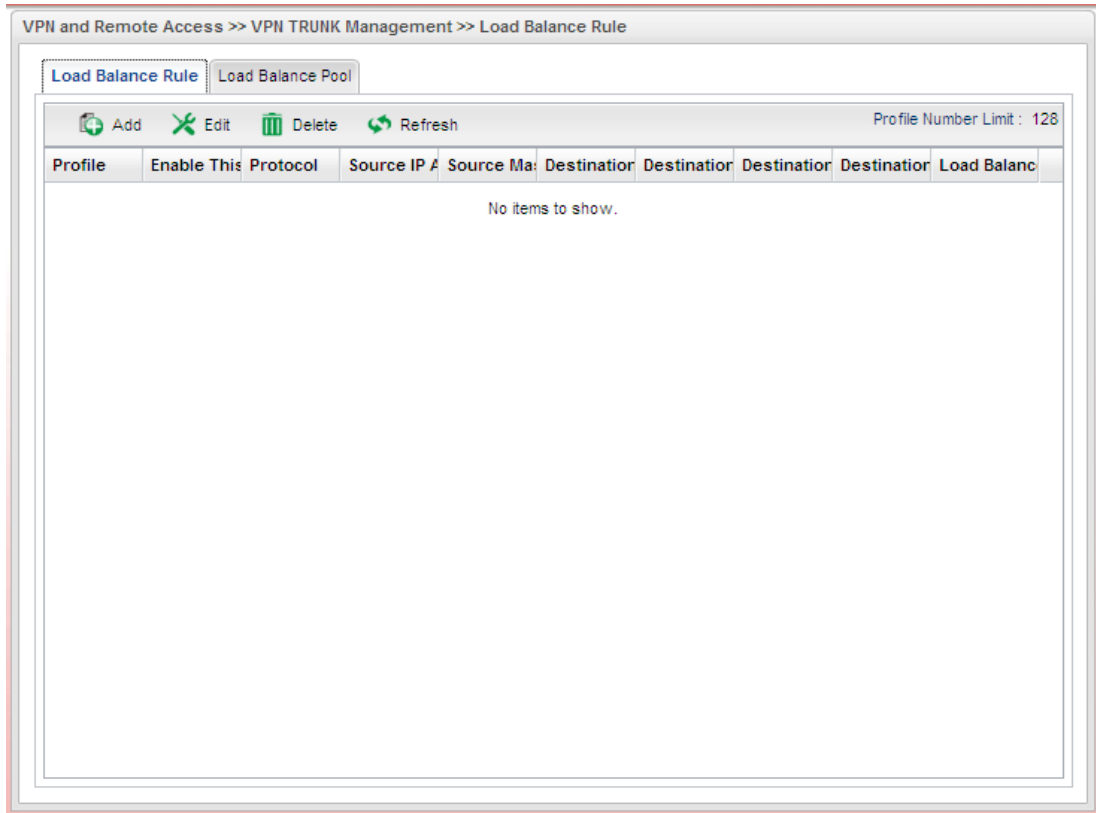 VPN and Remote Access >> VPN TRUNK Management >> Load Balance Rule
Load Balance Rule Load Balance Pool
Add Edit Delete Refresh Profile Number Limit : 128
Profile Enable This Protocol Source IP A Source Mas Destination Destination Destination Destination Load Balanc
No items to show.